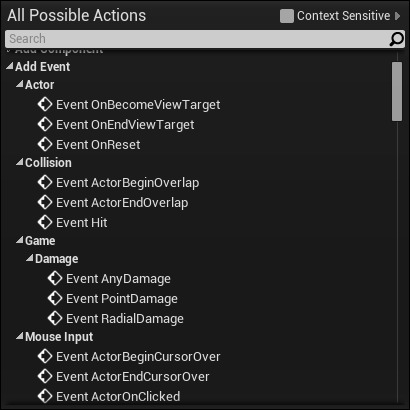 All Possible Actions
Context Sensitive
Search
Add Component
Add Event
Actor
Event OnBecomeViewTarget
Event OnEndViewTarget
Event OnReset
Collision
Event ActorBeginOverlap
Event ActorEndOverlap
Event Hit
Game
Damage
Event AnyDamage
Event PointDamage
Event RadialDamage
Mouse Input
Event ActorBeginCursorOver
Event ActorEndCursorOver
Event ActorOnClicked